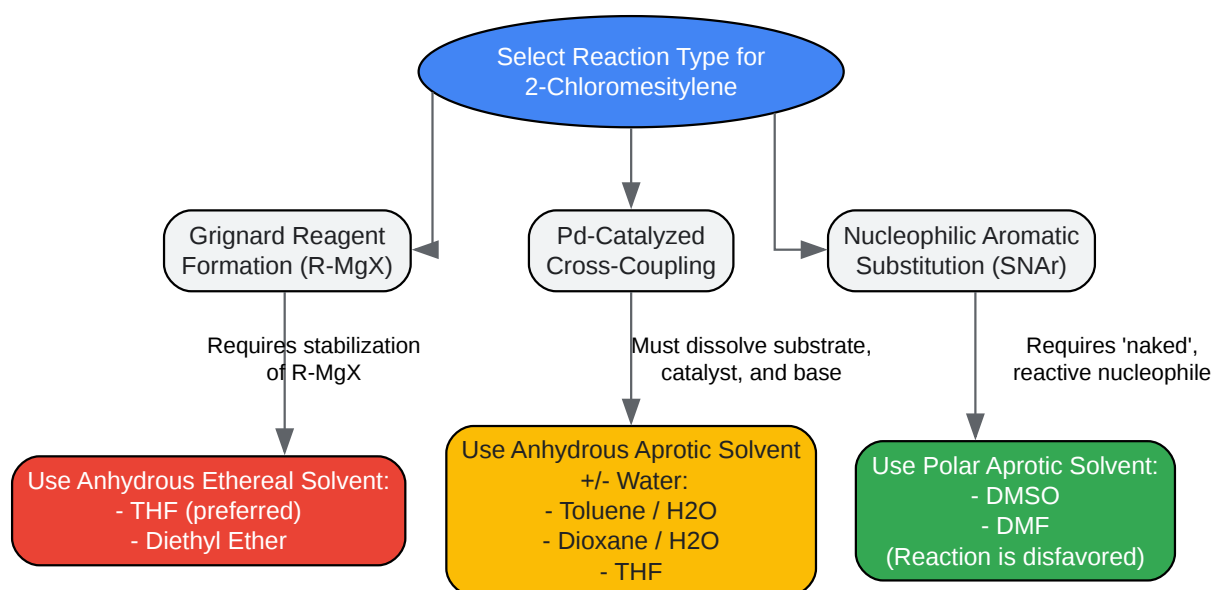 Select Reaction Type for
2-Chloromesitylene
Grignard Reagent
Formation (R-MgX)
Pd-Catalyzed
Cross-Coupling
Nucleophilic Aromatic
Substitution (SNAr)
Requires stabilization
of R-MgX
Must dissolve substrate,
catalyst, and base
Requires 'naked',
reactive nucleophile
Use Anhydrous Ethereal Solvent:
- THF (preferred)
- Diethyl Ether
Use Anhydrous Aprotic Solvent
+/- Water:
- Toluene / H2O
- Dioxane / H2O
- THF
Use Polar Aprotic Solvent:
- DMSO
- DMF
(Reaction is disfavored)